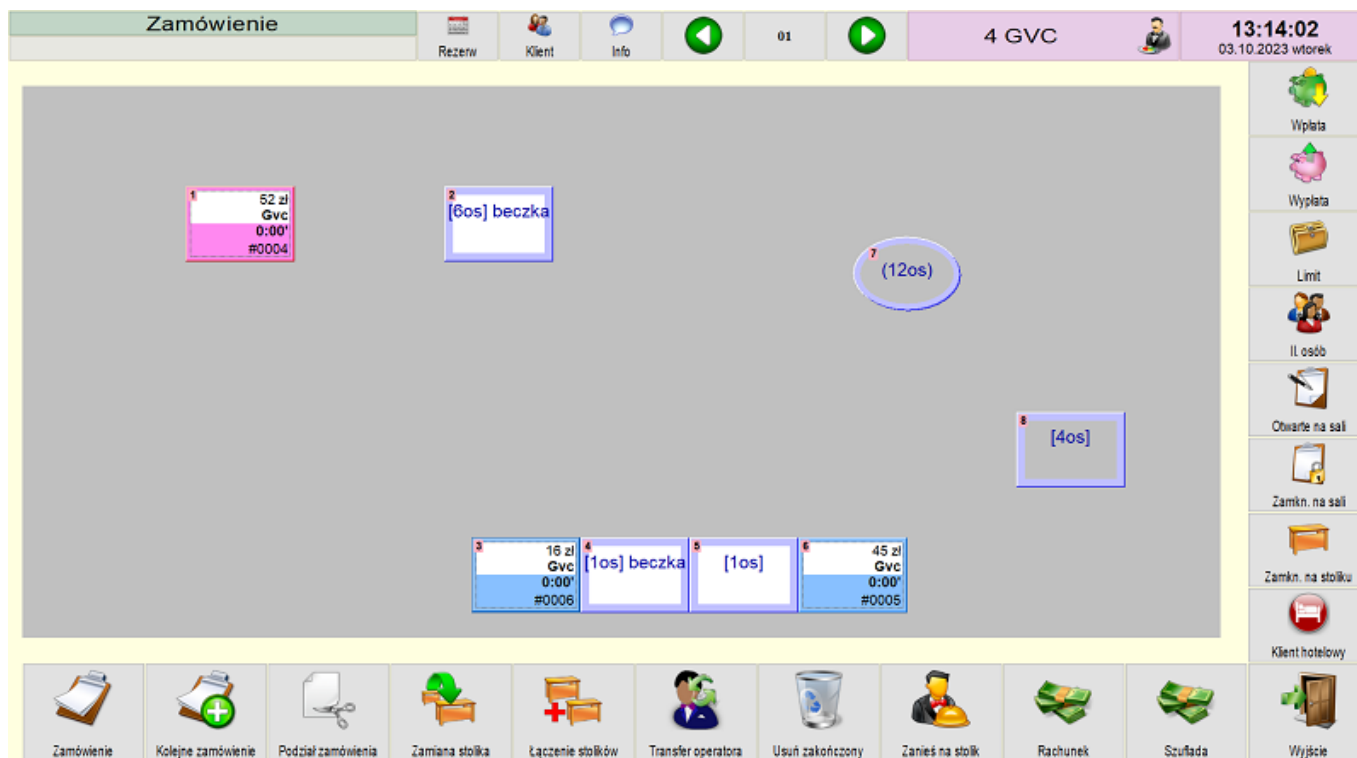 Zamówienie
Rezerw
Klient
Info
01
4 GVC
13:14:02
03.10.2023 wtorek
Wpłata
Wypłata
Limit
Il. osób
Otwarte na sali
Zamkn. na sali
Zamkn. na stoliku
Klient hotelowy
1
52 zł
Gvc
0:00'
#0004
2
[6os] beczka
7
(12os)
8
[4os]
3
16 zł
Gvc
0:00'
#0006
4
[1os] beczka
5
[1os]
6
45 zł
Gvc
0:00'
#0005
Zamówienie
Kolejne zamówienie
Podział zamówienia
Zamiana stolika
Łączenie stolików
Transfer operatora
Usuń zakończony
Zanieś na stolik
Rachunek
Szuflada
Wyjście